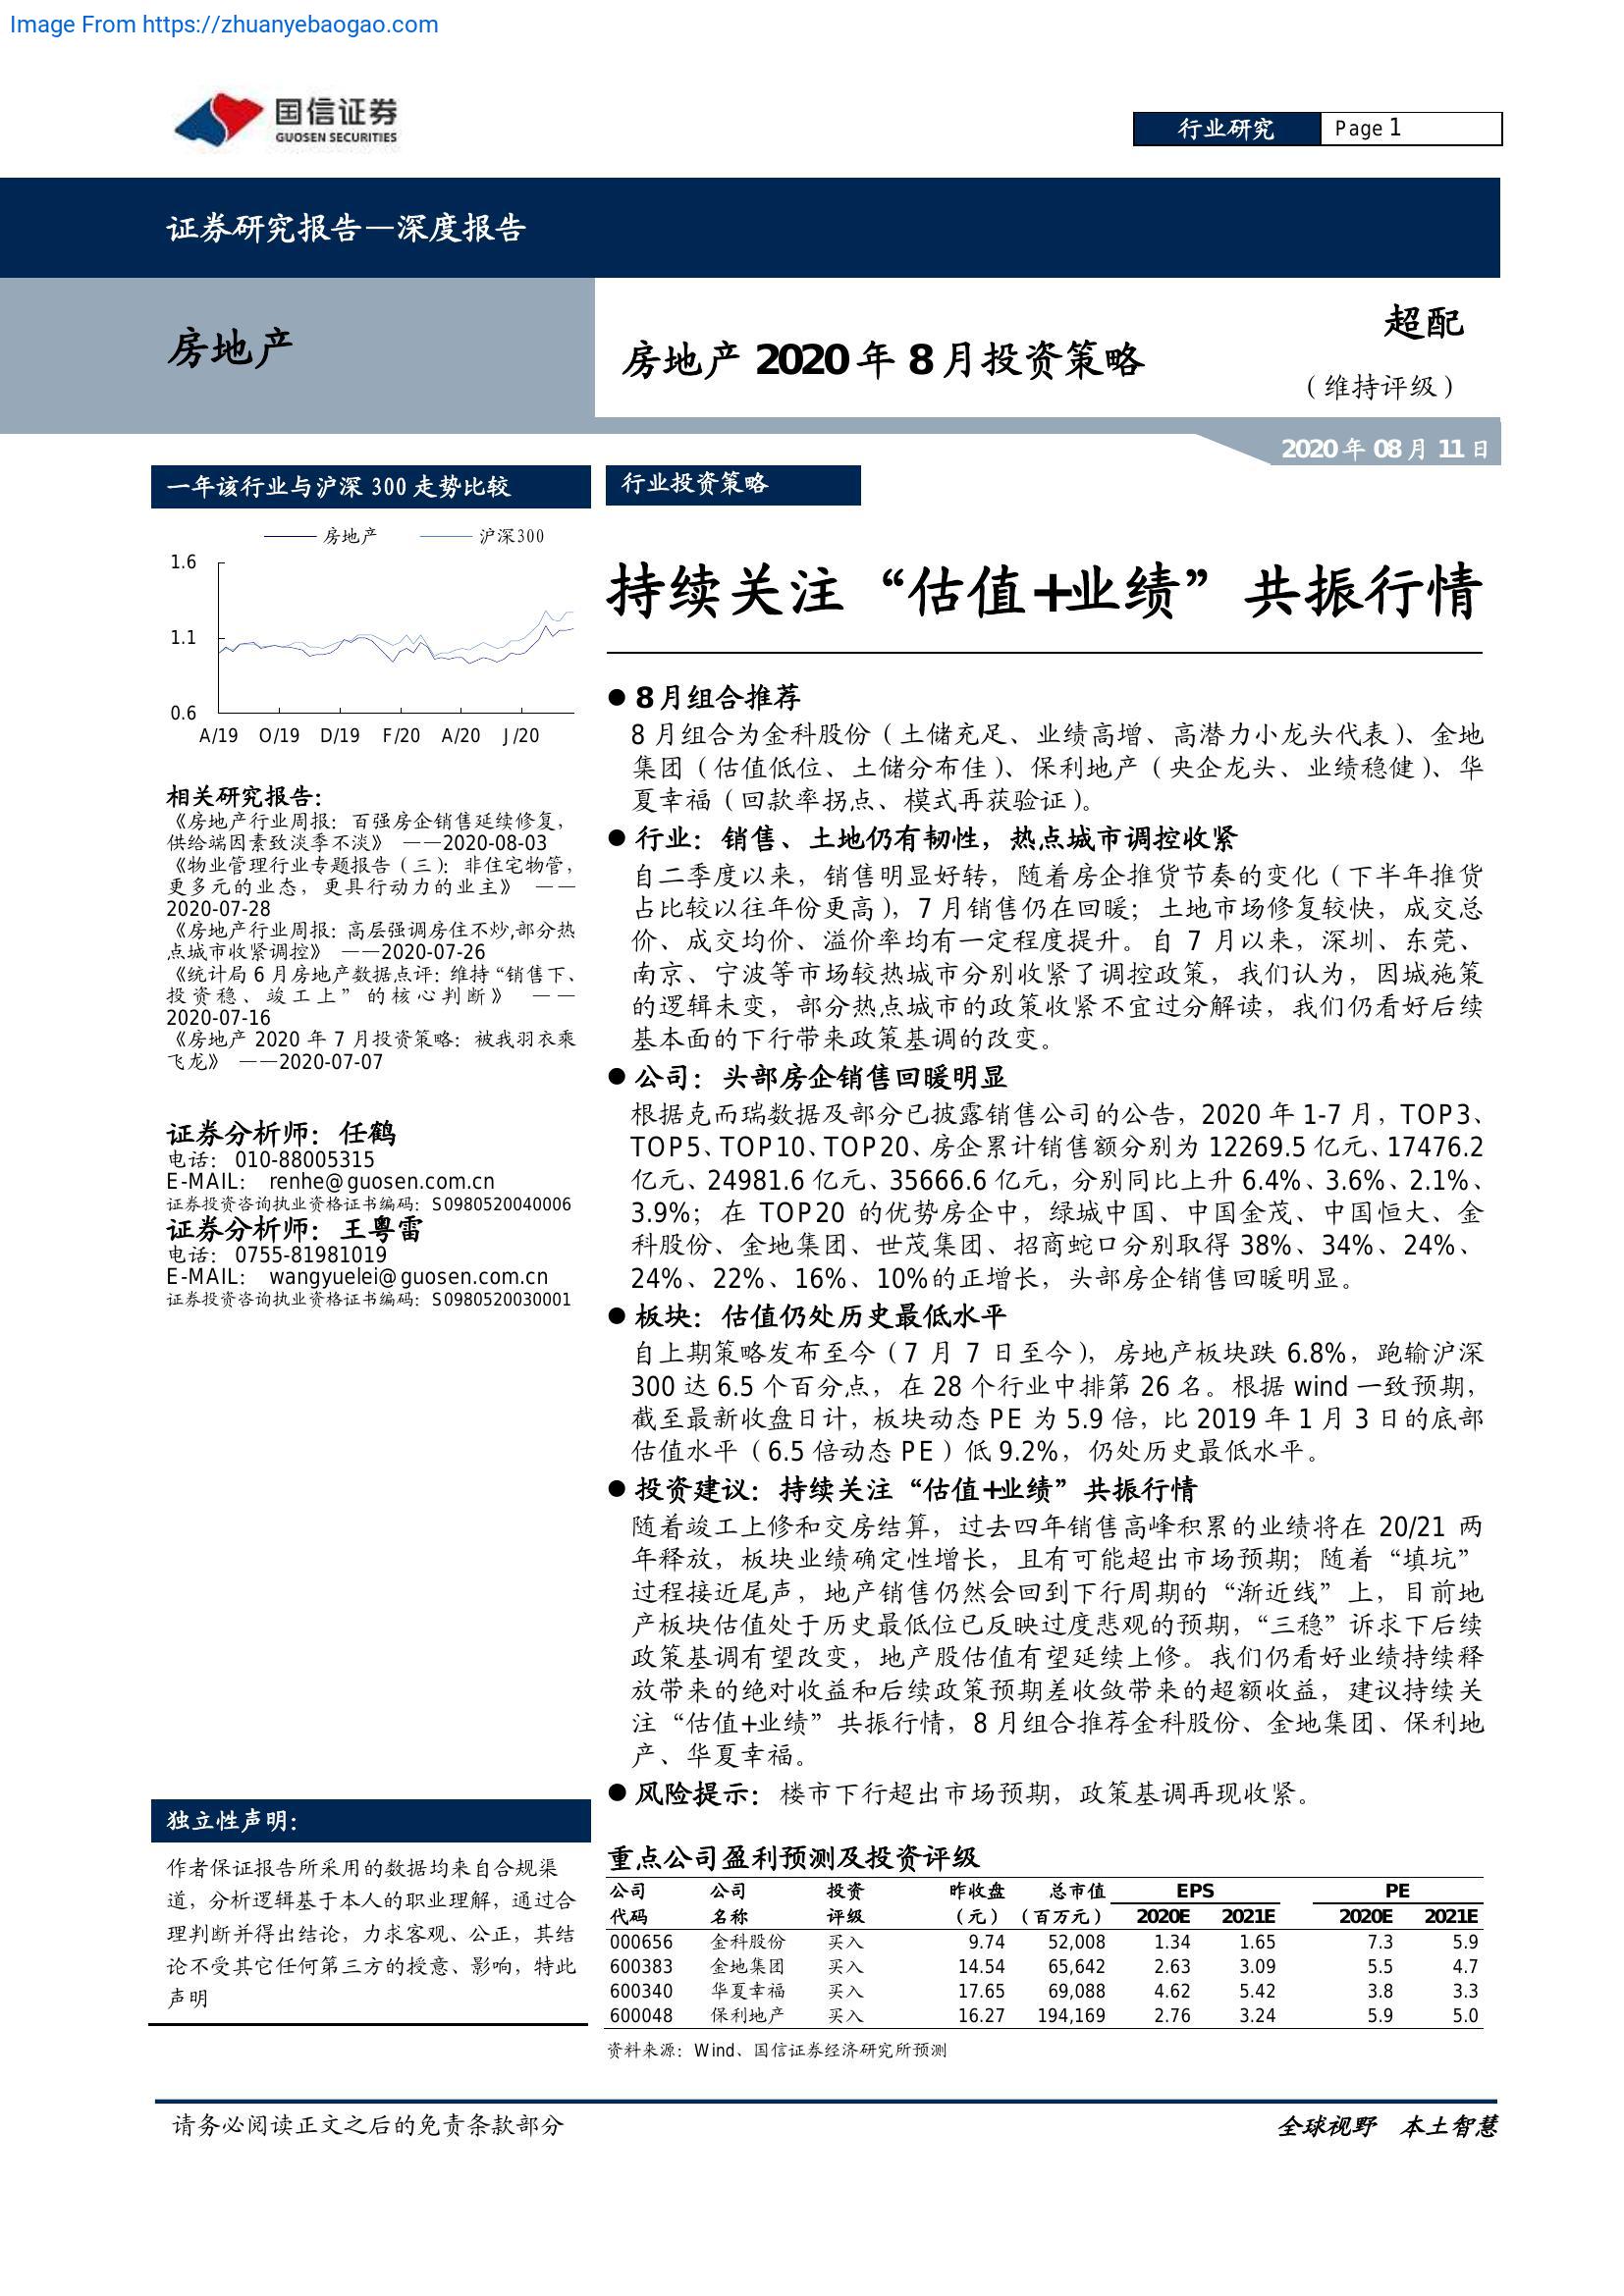 Image From https://zhuanyebaogao.com
国信证券
GUOSEN SECURITIES
行业研究 Page 1
证券研究报告—深度报告
房地产
房地产 2020 年 8 月投资策略
超配
（维持评级）
2020 年 08 月 11 日
一年该行业与沪深 300 走势比较
房地产 沪深300
1.6
1.1
0.6
A/19 O/19 D/19 F/20 A/20 J/20
相关研究报告：
《房地产行业周报：百强房企销售延续修复，
供给端因素致淡季不淡》 ——2020-08-03
《物业管理行业专题报告（三）：非住宅物管，
更多元的业态，更具行动力的业主》 ——
2020-07-28
《房地产行业周报：高层强调房住不炒,部分热
点城市收紧调控》 ——2020-07-26
《统计局 6 月房地产数据点评：维持“销售下、
投资稳、竣工上”的核心判断》 ——
2020-07-16
《房地产 2020 年 7 月投资策略：被我羽衣乘
飞龙》 ——2020-07-07
证券分析师：任鹤
电话： 010-88005315
E-MAIL： renhe@guosen.com.cn
证券投资咨询执业资格证书编码：S0980520040006
证券分析师：王粤雷
电话： 0755-81981019
E-MAIL： wangyuelei@guosen.com.cn
证券投资咨询执业资格证书编码：S0980520030001
独立性声明：
作者保证报告所采用的数据均来自合规渠
道，分析逻辑基于本人的职业理解，通过合
理判断并得出结论，力求客观、公正，其结
论不受其它任何第三方的授意、影响，特此
声明
行业投资策略
持续关注“估值+业绩”共振行情
● 8 月组合推荐
8 月组合为金科股份（土储充足、业绩高增、高潜力小龙头代表）、金地
集团（估值低位、土储分布佳）、保利地产（央企龙头、业绩稳健）、华
夏幸福（回款率拐点、模式再获验证）。
● 行业：销售、土地仍有韧性，热点城市调控收紧
自二季度以来，销售明显好转，随着房企推货节奏的变化（下半年推货
占比较以往年份更高），7 月销售仍在回暖；土地市场修复较快，成交总
价、成交均价、溢价率均有一定程度提升。自 7 月以来，深圳、东莞、
南京、宁波等市场较热城市分别收紧了调控政策，我们认为，因城施策
的逻辑未变，部分热点城市的政策收紧不宜过分解读，我们仍看好后续
基本面的下行带来政策基调的改变。
● 公司：头部房企销售回暖明显
根据克而瑞数据及部分已披露销售公司的公告，2020 年 1-7 月，TOP3、
TOP5、TOP10、TOP20、房企累计销售额分别为 12269.5 亿元、17476.2
亿元、24981.6 亿元、35666.6 亿元，分别同比上升 6.4%、3.6%、2.1%、
3.9%；在 TOP20 的优势房企中，绿城中国、中国金茂、中国恒大、金
科股份、金地集团、世茂集团、招商蛇口分别取得 38%、34%、24%、
24%、22%、16%、10%的正增长，头部房企销售回暖明显。
● 板块：估值仍处历史最低水平
自上期策略发布至今（7 月 7 日至今），房地产板块跌 6.8%，跑输沪深
300 达 6.5 个百分点，在 28 个行业中排第 26 名。根据 wind 一致预期，
截至最新收盘日计，板块动态 PE 为 5.9 倍，比 2019 年 1 月 3 日的底部
估值水平（6.5 倍动态 PE）低 9.2%，仍处历史最低水平。
● 投资建议：持续关注“估值+业绩”共振行情
随着竣工上修和交房结算，过去四年销售高峰积累的业绩将在 20/21 两
年释放，板块业绩确定性增长，且有可能超出市场预期；随着“填坑”
过程接近尾声，地产销售仍然会回到下行周期的“渐近线”上，目前地
产板块估值处于历史最低位已反映过度悲观的预期，“三稳”诉求下后续
政策基调有望改变，地产股估值有望延续上修。我们仍看好业绩持续释
放带来的绝对收益和后续政策预期差收敛带来的超额收益，建议持续关
注“估值+业绩”共振行情，8 月组合推荐金科股份、金地集团、保利地
产、华夏幸福。
● 风险提示：楼市下行超出市场预期，政策基调再现收紧。
重点公司盈利预测及投资评级
公司 公司 投资 昨收盘 总市值 EPS PE
代码 名称 评级 （元） （百万元） 2020E 2021E 2020E 2021E
000656 金科股份 买入 9.74 52,008 1.34 1.65 7.3 5.9
600383 金地集团 买入 14.54 65,642 2.63 3.09 5.5 4.7
600340 华夏幸福 买入 17.65 69,088 4.62 5.42 3.8 3.3
600048 保利地产 买入 16.27 194,169 2.76 3.24 5.9 5.0
资料来源：Wind、国信证券经济研究所预测
请务必阅读正文之后的免责条款部分
全球视野 本土智慧